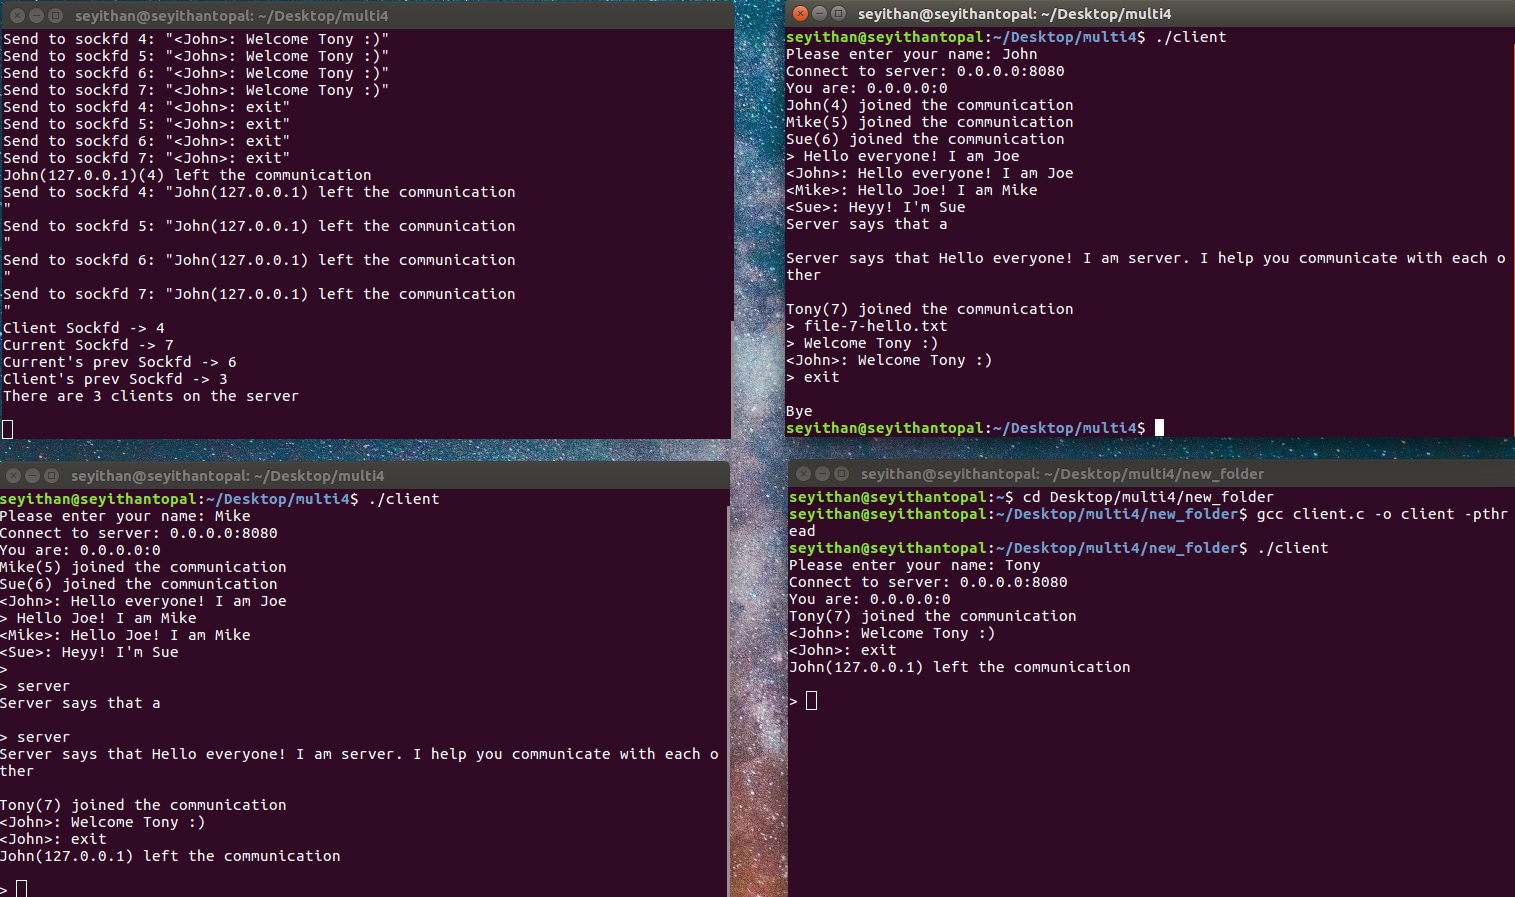 seyithan@seyithantopal: ~/Desktop/multi4
Send to sockfd 4: "<John>: Welcome Tony :)"
Send to sockfd 5: "<John>: Welcome Tony :)"
Send to sockfd 6: "<John>: Welcome Tony :)"
Send to sockfd 7: "<John>: Welcome Tony :)"
Send to sockfd 4: "<John>: exit"
Send to sockfd 5: "<John>: exit"
Send to sockfd 6: "<John>: exit"
Send to sockfd 7: "<John>: exit"
John(127.0.0.1)(4) left the communication
Send to sockfd 4: "John(127.0.0.1) left the communication
"
Send to sockfd 5: "John(127.0.0.1) left the communication
"
Send to sockfd 6: "John(127.0.0.1) left the communication
"
Send to sockfd 7: "John(127.0.0.1) left the communication
"
Client Sockfd -> 4
Current Sockfd -> 7
Current's prev Sockfd -> 6
Client's prev Sockfd -> 3
There are 3 clients on the server
seyithan@seyithantopal: ~/Desktop/multi4
seyithan@seyithantopal:~/Desktop/multi4$ ./client
Please enter your name: John
Connect to server: 0.0.0.0:8080
You are: 0.0.0.0:0
John(4) joined the communication
Mike(5) joined the communication
Sue(6) joined the communication
> Hello everyone! I am Joe
<John>: Hello everyone! I am Joe
<Mike>: Hello Joe! I am Mike
<Sue>: Heyy! I'm Sue
Server says that a
Server says that Hello everyone! I am server. I help you communicate with each o
ther
Tony(7) joined the communication
> file-7-hello.txt
> Welcome Tony :)
<John>: Welcome Tony :)
> exit
Bye
seyithan@seyithantopal:~/Desktop/multi4$
seyithan@seyithantopal: ~/Desktop/multi4
seyithan@seyithantopal:~/Desktop/multi4$ ./client
Please enter your name: Mike
Connect to server: 0.0.0.0:8080
You are: 0.0.0.0:0
Mike(5) joined the communication
Sue(6) joined the communication
<John>: Hello everyone! I am Joe
> Hello Joe! I am Mike
<Mike>: Hello Joe! I am Mike
<Sue>: Heyy! I'm Sue
>
> server
Server says that a
> server
Server says that Hello everyone! I am server. I help you communicate with each o
ther
Tony(7) joined the communication
<John>: Welcome Tony :)
<John>: exit
John(127.0.0.1) left the communication
>
seyithan@seyithantopal: ~/Desktop/multi4/new_folder
seyithan@seyithantopal:~$ cd Desktop/multi4/new_folder
seyithan@seyithantopal:~/Desktop/multi4/new_folder$ gcc client.c -o client -pthr
ead
seyithan@seyithantopal:~/Desktop/multi4/new_folder$ ./client
Please enter your name: Tony
Connect to server: 0.0.0.0:8080
You are: 0.0.0.0:0
Tony(7) joined the communication
<John>: Welcome Tony :)
<John>: exit
John(127.0.0.1) left the communication
>